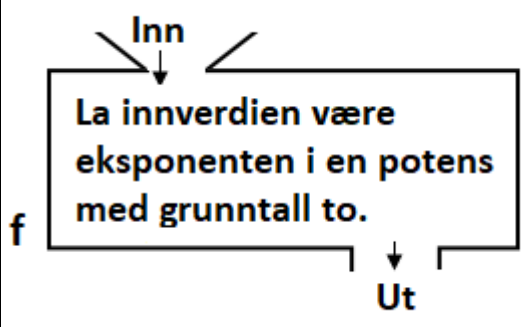 Inn
La innverdien være
eksponenten i en potens
med grunntall to.
f
Ut